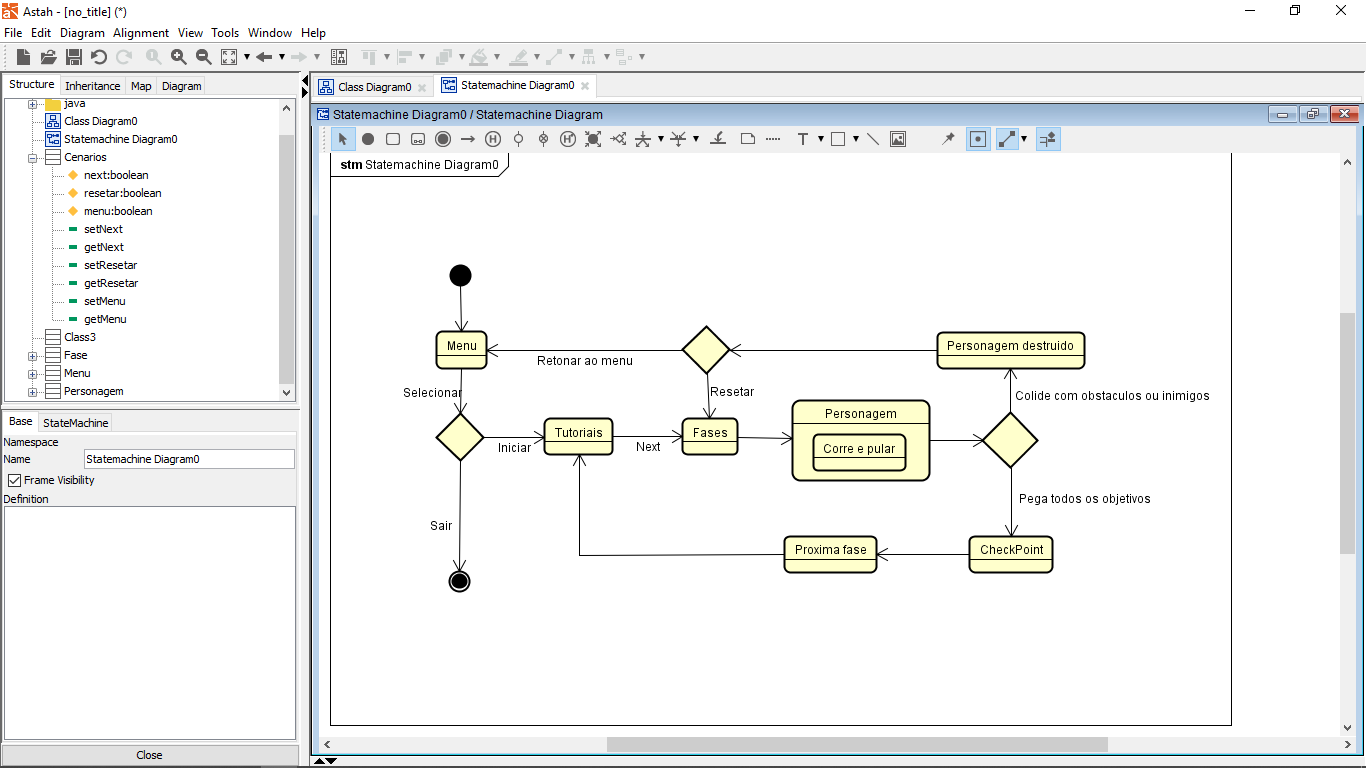 Astah - [no_title] (*)
File Edit Diagram Alignment View Tools Window Help
Structure Inheritance Map Diagram
java
Class Diagram0
Statemachine Diagram0
Cenarios
next:boolean
resetar:boolean
menu:boolean
setNext
getNext
setResetar
getResetar
setMenu
getMenu
Class3
Fase
Menu
Personagem
Base StateMachine
Namespace
Name Statemachine Diagram0
Frame Visibility
Definition
Close
Class Diagram0 Statemachine Diagram0
Statemachine Diagram0 / Statemachine Diagram
stm Statemachine Diagram0
Menu
Retonar ao menu
Personagem destruido
Selecionar
Resetar
Colide com obstaculos ou inimigos
Iniciar
Tutoriais
Next
Fases
Personagem
Corre e pular
Pega todos os objetivos
Sair
Proxima fase
CheckPoint